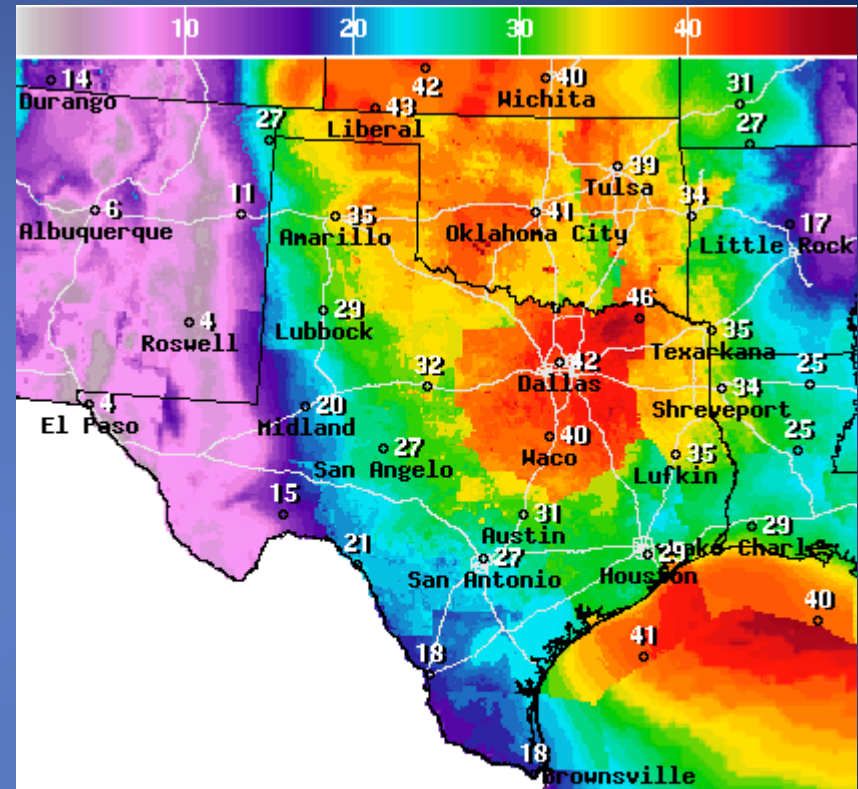 10 20 30 40
14 42 40
Durango Wichita
43 31
Liberal
27 27
39
Tulsa
6 11 35 41 34 17
Albuquerque Amarillo Oklahoma City Little Rock
4 29 46
Roswell Lubbock 35
Texarkana
32 42 34 25
Dallas
4 20 Shreveport
El Paso Midland
27 40 35 25
San Angelo Waco Lufkin
15 31 29
Austin
21 27 29 Lake Charles
San Antonio Houston
40
18 41
18
Brownsville